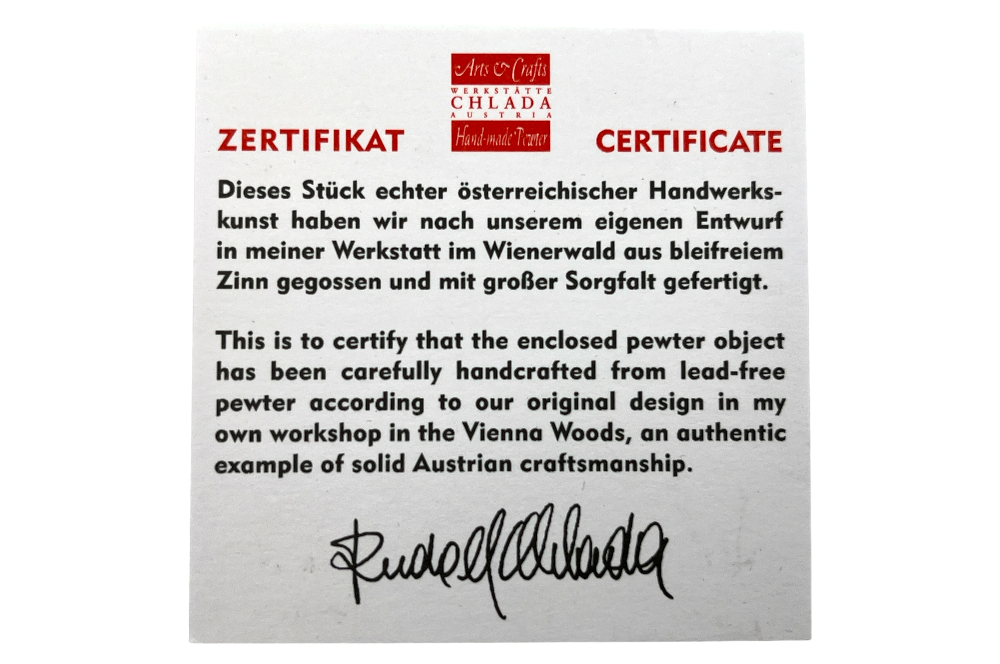 Arts & Crafts
WERKSTÄTTE
CHLADA
AUSTRIA
Hand-made Pewter
ZERTIFIKAT
CERTIFICATE
Dieses Stück echter österreichischer Handwerks-
kunst haben wir nach unserem eigenen Entwurf
in meiner Werkstatt im Wienerwald aus bleifreiem
Zinn gegossen und mit großer Sorgfalt gefertigt.
This is to certify that the enclosed pewter object
has been carefully handcrafted from lead-free
pewter according to our original design in my
own workshop in the Vienna Woods, an authentic
example of solid Austrian craftsmanship.
Rudolf Chlada